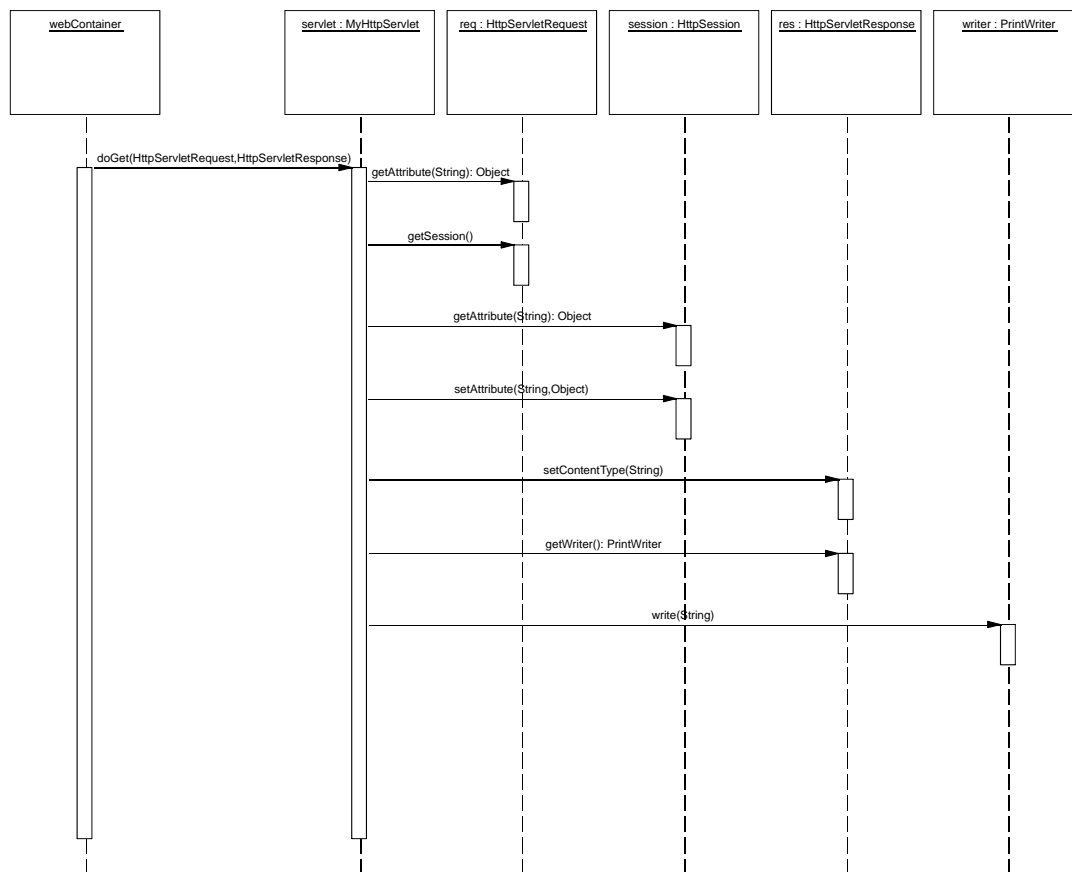 webContainer
servlet : MyHttpServlet
req : HttpServletRequest
session : HttpSession
res : HttpServletResponse
writer : PrintWriter
doGet(HttpServletRequest,HttpServletResponse)
getAttribute(String): Object
getSession()
getAttribute(String): Object
setAttribute(String,Object)
setContentType(String)
getWriter(): PrintWriter
write(String)